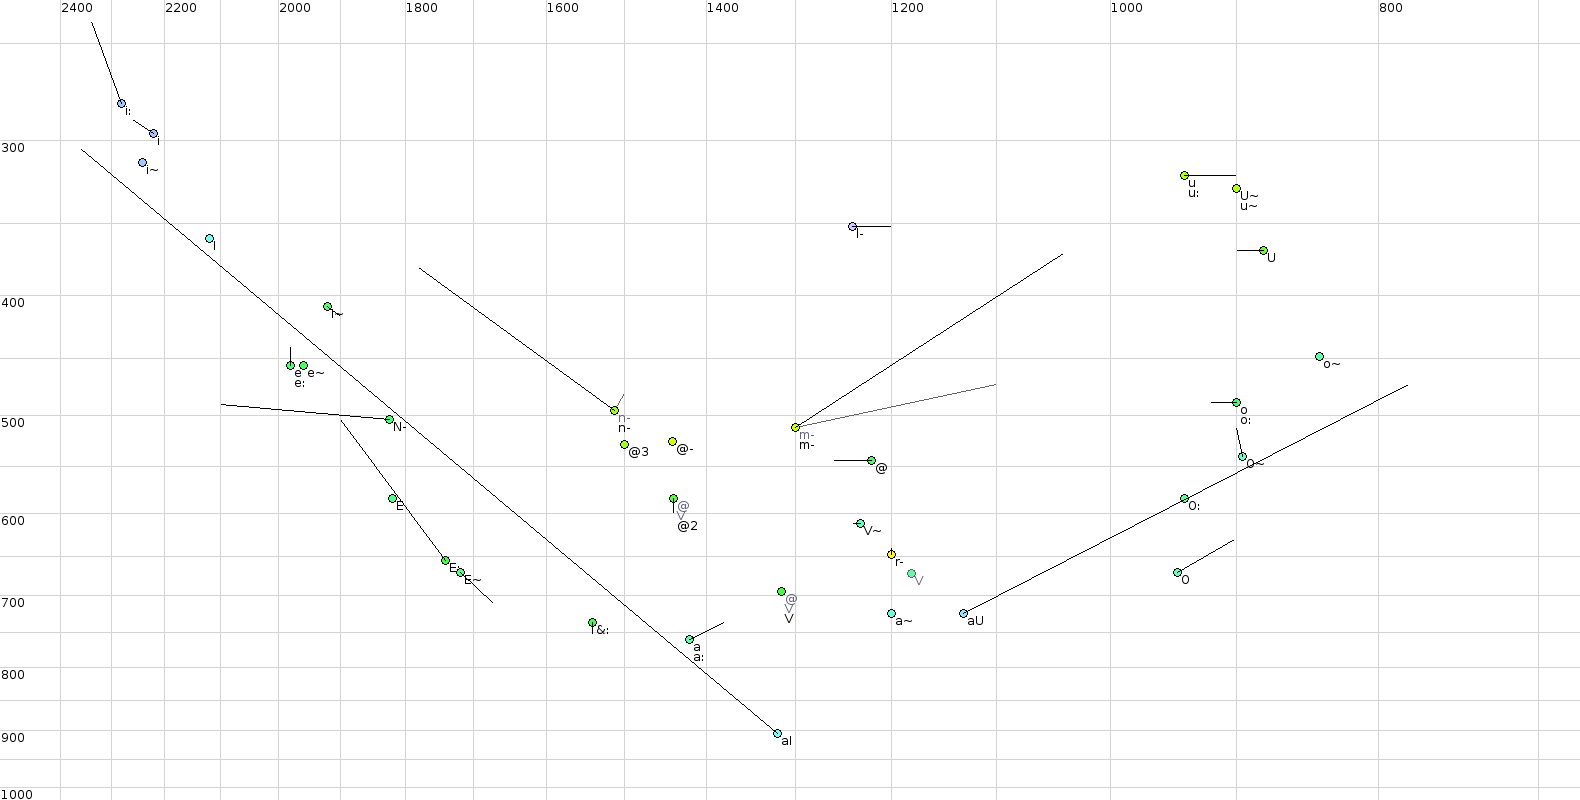 2400 2200 2000 1800 1600 1400 1200 1000 800
i:
i
300
i~
u
u:
U~
u~
I-
I
U
400
I~
o~
e e~
e:
o
o:
500
n-
n-
N-
m-
m-
@3
@-
O~
@
E
O:
@
V
@2
600
V~
r-
E:
E~
V
O
700
@
V
V
a~
aU
&:
a
a:
800
900
aI
1000